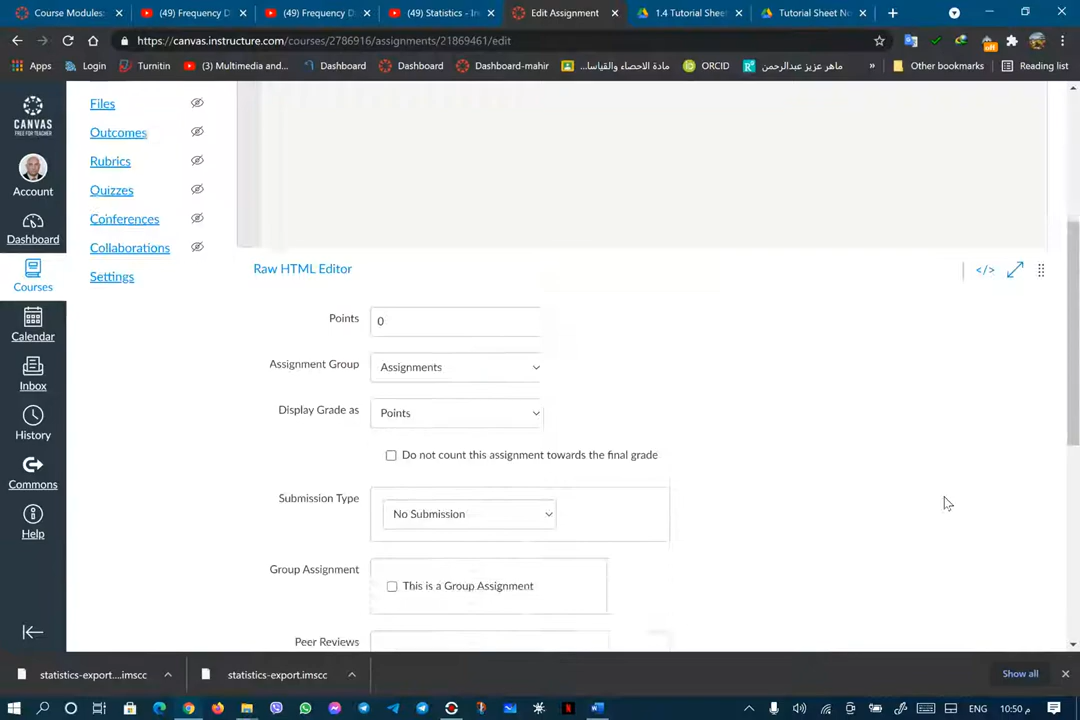 Course Modules:
(49) Frequency D
(49) Frequency D
(49) Statistics - In
Edit Assignment
1.4 Tutorial Sheet
Tutorial Sheet No
https://canvas.instructure.com/courses/2786916/assignments/21869461/edit
off
Apps
Login
Turnitin
(3) Multimedia and...
Dashboard
Dashboard
Dashboard-mahir
مادة الاحصاء والقياسا...
ORCID
ماهر عزيز عبدالرحمن
»
Other bookmarks
Reading list
CANVAS
FREE FOR TEACHER
Account
Dashboard
Courses
Calendar
Inbox
History
Commons
Help
Files
Outcomes
Rubrics
Quizzes
Conferences
Collaborations
Settings
Raw HTML Editor
</>
Points
0
Assignment Group
Assignments
Display Grade as
Points
Do not count this assignment towards the final grade
Submission Type
No Submission
Group Assignment
This is a Group Assignment
Peer Reviews
statistics-export....imscc
statistics-export.imscc
Show all
ENG
10:50 م